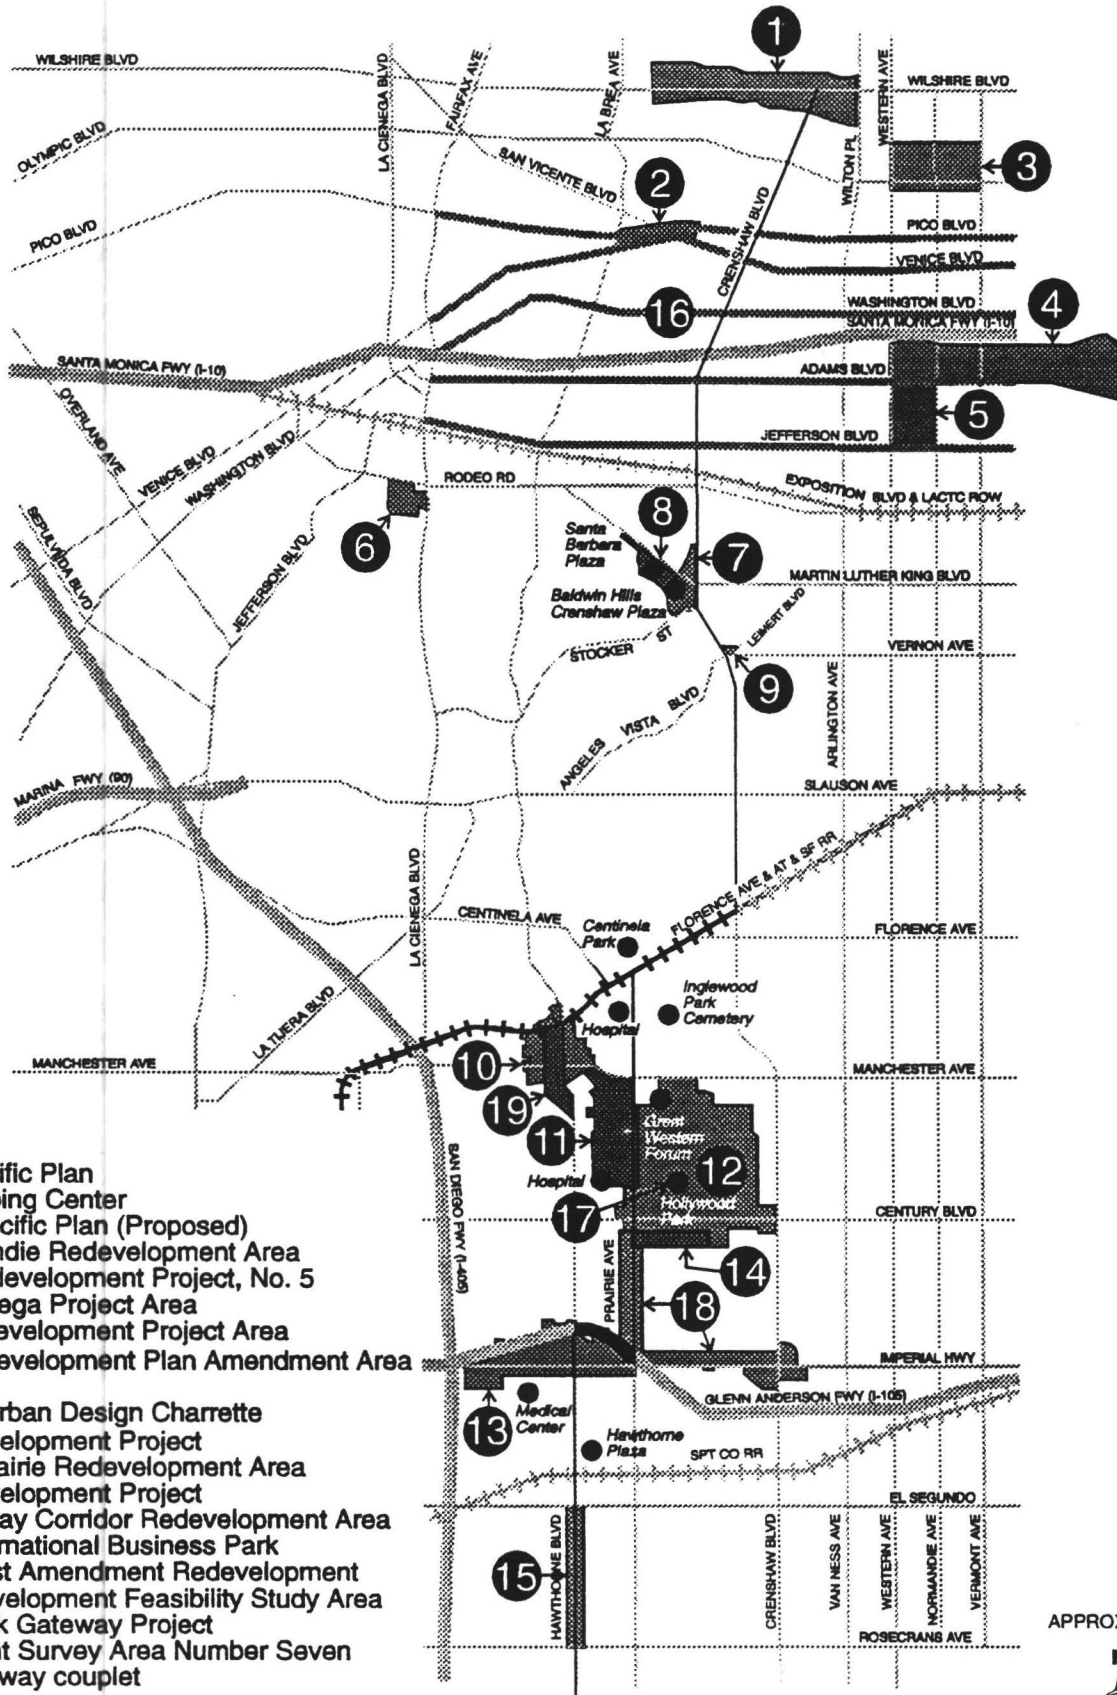 1
WILSHIRE BLVD
LA CIENEGA BLVD
FAIRFAX AVE
LA BREA AVE
WESTERN AVE
WILSHIRE BLVD
OLYMPIC BLVD
SAN VICENTE BLVD
2
WILTON PL
3
PICO BLVD
CRENSHAW BLVD
PICO BLVD
VENICE BLVD
16
WASHINGTON BLVD
4
SANTA MONICA FWY (I-10)
SANTA MONICA FWY (I-10)
ADAMS BLVD
OVERLAND AVE
5
JEFFERSON BLVD
VENICE BLVD
WASHINGTON BLVD
RODEO RD
EXPOSITION BLVD & LACTC ROW
SEPULVEDA BLVD
6
8
Santa
Barbara
Plaza
7
JEFFERSON BLVD
MARTIN LUTHER KING BLVD
Baldwin Hills
Crenshaw Plaza
LEIMERT BLVD
STOCKER ST
VERNON AVE
9
ANGELES VISTA BLVD
ARLINGTON AVE
MARINA FWY (90)
SLAUSON AVE
FLORENCE AVE & AT & SF RR
LA CIENEGA BLVD
CENTINELA AVE
Centinela
Park
FLORENCE AVE
Inglewood
Park
Cemetery
LA TIJERA BLVD
Hospital
MANCHESTER AVE
10
MANCHESTER AVE
19
11
Great
Western
Forum
12
Hospital
17
Hollywood
Park
CENTURY BLVD
SAN DIEGO FWY (I-405)
PRAIRIE AVE
14
18
IMPERIAL HWY
GLENN ANDERSON FWY (I-105)
13
Medical
Center
Hawthorne
Plaza
SPT CO RR
EL SEGUNDO
15
HAWTHORNE BLVD
CRENSHAW BLVD
VAN NESS AVE
WESTERN AVE
NORMANDIE AVE
VERMONT AVE
ROSECRANS AVE
ific Plan
ping Center
cific Plan (Proposed)
ndie Redevelopment Area
development Project, No. 5
ega Project Area
evelopment Project Area
evelopment Plan Amendment Area
rban Design Charrette
elopment Project
airie Redevelopment Area
elopment Project
ay Corridor Redevelopment Area
rnational Business Park
st Amendment Redevelopment
velopment Feasibility Study Area
k Gateway Project
nt Survey Area Number Seven
way couplet
APPROX